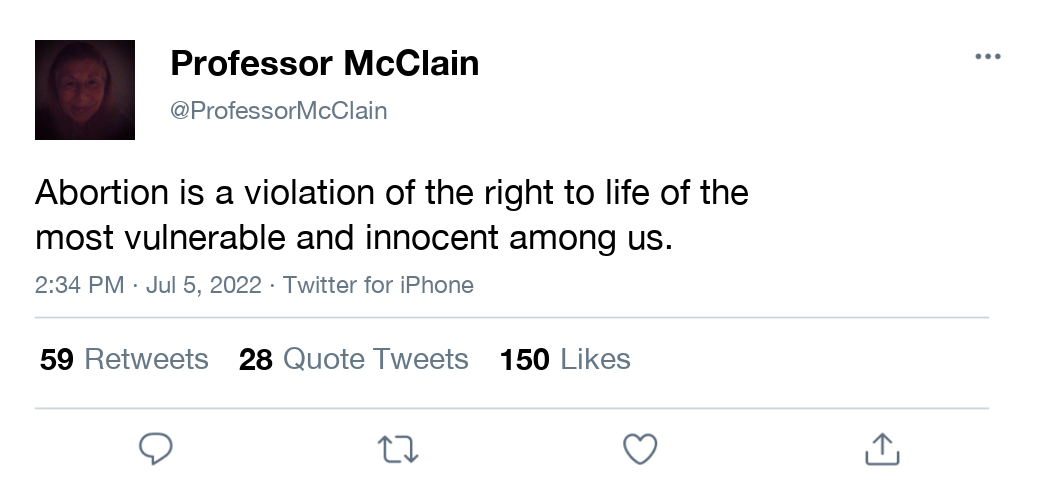 Professor McClain
@ProfessorMcClain
Abortion is a violation of the right to life of the
most vulnerable and innocent among us.
2:34 PM · Jul 5, 2022 · Twitter for iPhone
59 Retweets 28 Quote Tweets 150 Likes